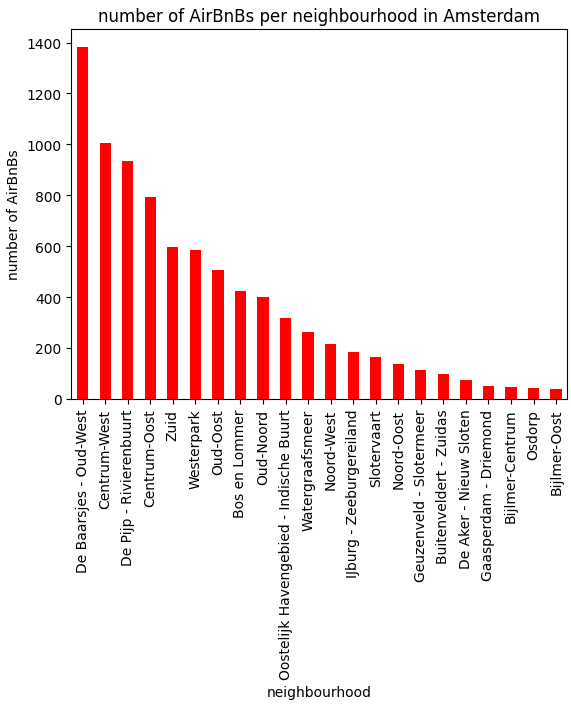 number of AirBnBs per neighbourhood in Amsterdam
number of AirBnBs
1400
1200
1000
800
600
400
200
0
De Baarsjes - Oud-West
Centrum-West
De Pijp - Rivierenbuurt
Centrum-Oost
Zuid
Westerpark
Oud-Oost
Bos en Lommer
Oud-Noord
Oostelijk Havengebied - Indische Buurt
Watergraafsmeer
Noord-West
IJburg - Zeeburgereiland
Slotervaart
Noord-Oost
Geuzenveld - Slotermeer
Buitenveldert - Zuidas
De Aker - Nieuw Sloten
Gaasperdam - Driemond
Bijlmer-Centrum
Osdorp
Bijlmer-Oost
neighbourhood